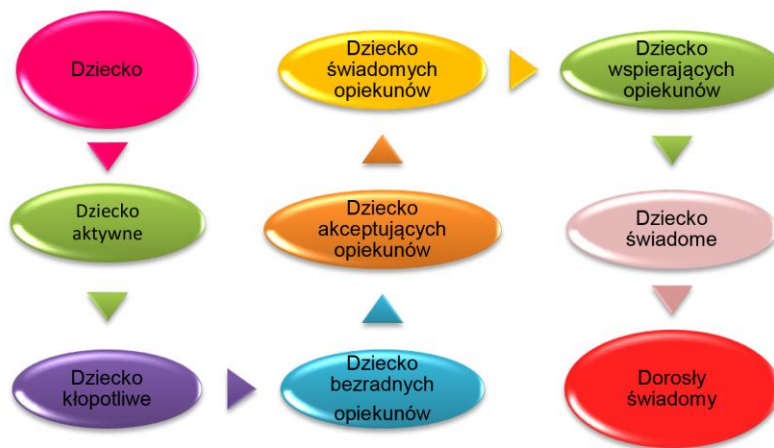 Dziecko
Dziecko
aktywne
Dziecko
kłopotliwe
Dziecko
bezradnych
opiekunów
Dziecko
akceptujących
opiekunów
Dziecko
świadomych
opiekunów
Dziecko
wspierających
opiekunów
Dziecko
świadome
Dorosły
świadomy